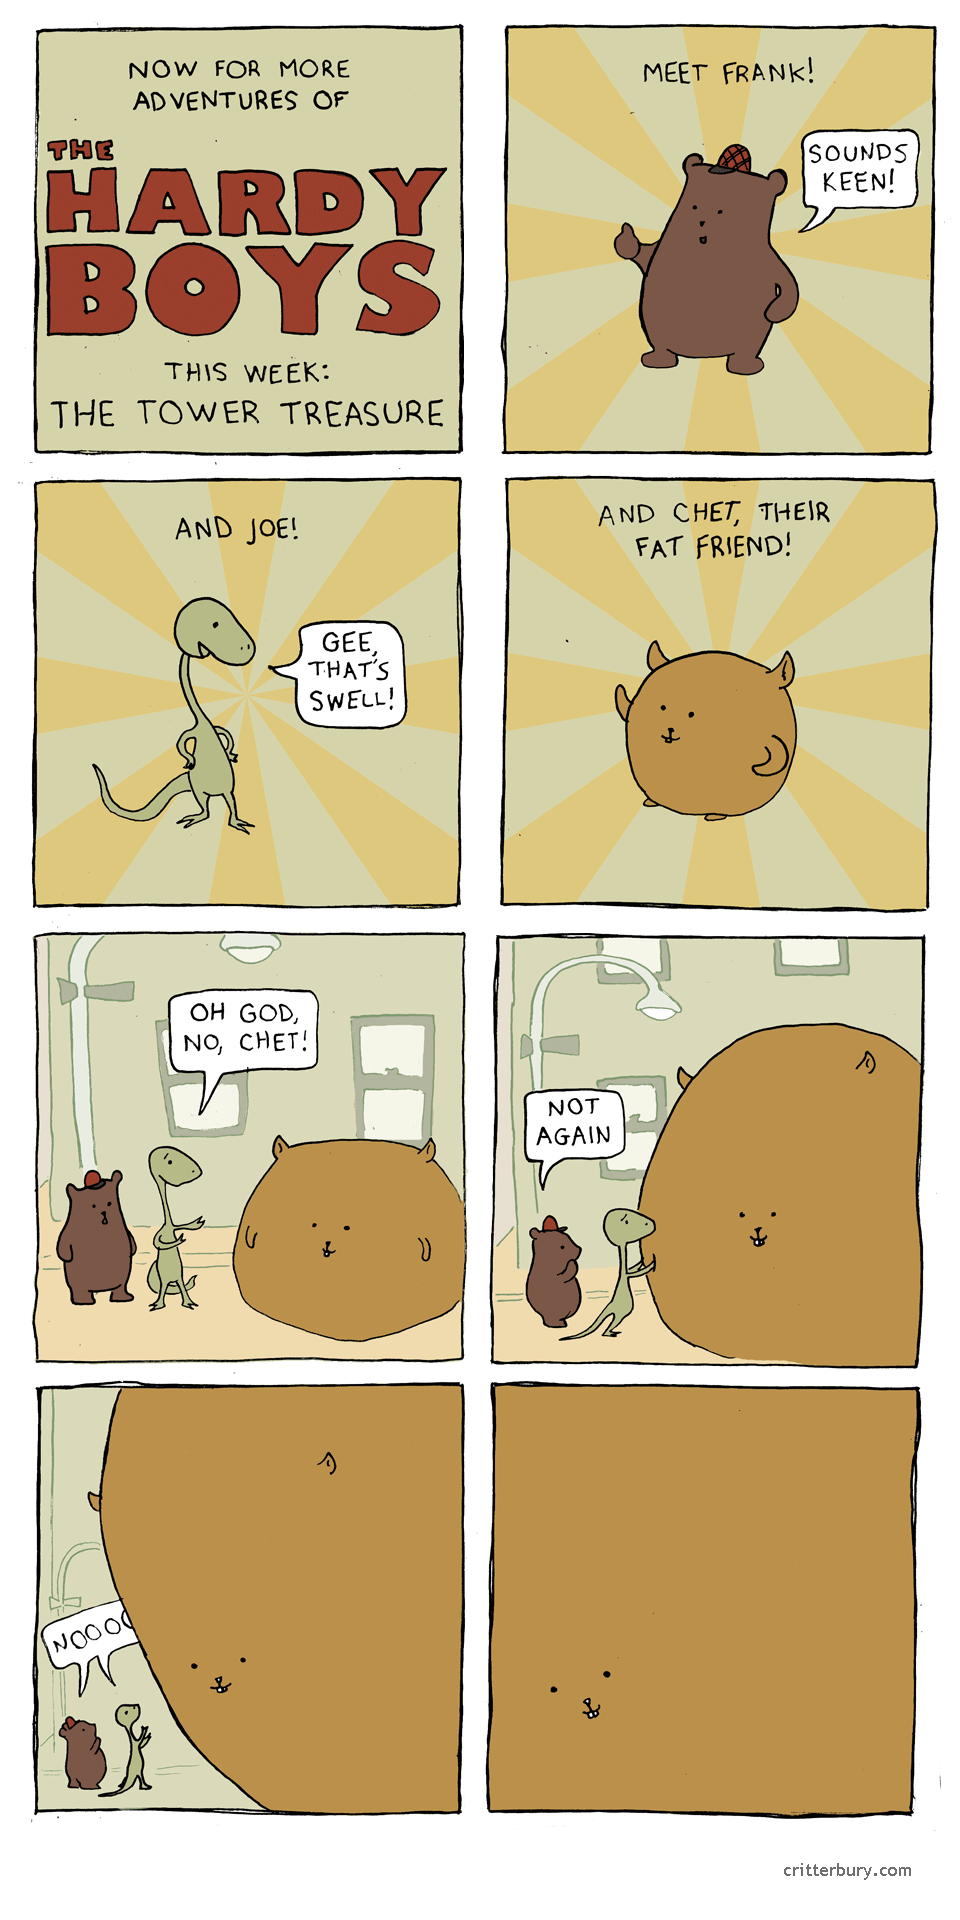 NOW FOR MORE
ADVENTURES OF
THE
HARDY
BOYS
THIS WEEK:
THE TOWER TREASURE
MEET FRANK!
SOUNDS
KEEN!
AND JOE!
GEE,
THAT'S
SWELL!
AND CHET, THEIR
FAT FRIEND!
OH GOD,
NO, CHET!
NOT
AGAIN
NOOOO
critterbury.com